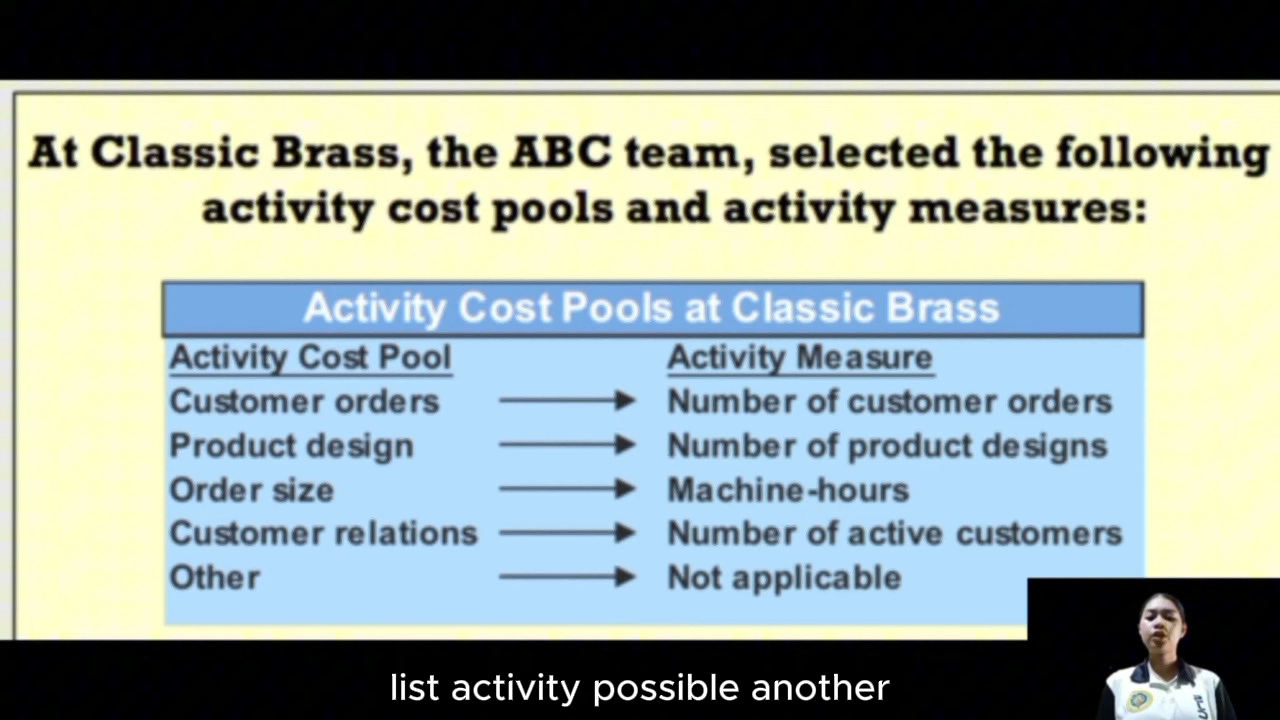 At Classic Brass, the ABC team, selected the following
activity cost pools and activity measures:
Activity Cost Pools at Classic Brass
Activity Cost Pool Activity Measure
Customer orders Number of customer orders
Product design Number of product designs
Order size Machine-hours
Customer relations Number of active customers
Other Not applicable
list activity possible another